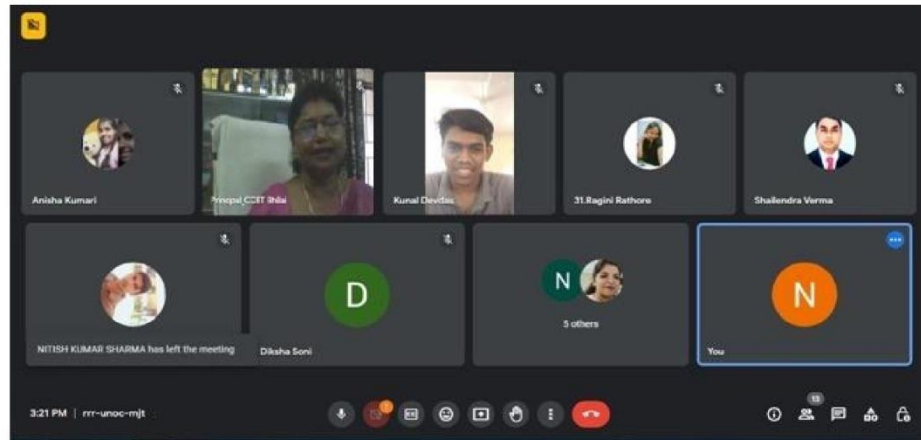 Anisha Kumari
Principal_CCET Bhilai
Kunal Devdas
31.Ragini Rathore
Shailendra Verma
NITISH KUMAR SHARMA has left the meeting
D
Diksha Soni
N
5 others
N
You
3:21 PM | rrr-unoc-mjt
13